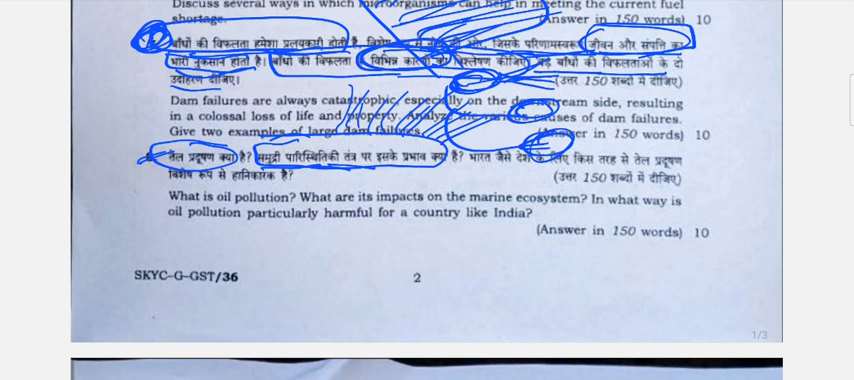 Discuss several ways in which microorganisms can help in meeting the current fuel
shortage. (Answer in 150 words) 10
बाँधों की विफलता हमेशा प्रलयकारी होती है, जिसके परिणामस्वरूप जीवन और संपत्ति का
भारी नुकसान होता है। बाँधों की विफलता विभिन्न कारणों का विश्लेषण कीजिए। बड़े बाँधों की विफलताओं के दो
उदाहरण दीजिए। (उत्तर 150 शब्दों में दीजिए)
Dam failures are always catastrophic, especially on the downstream side, resulting
in a colossal loss of life and property. Analyze the various causes of dam failures.
Give two examples of large dam failures. (Answer in 150 words) 10
तेल प्रदूषण क्या है? समुद्री पारिस्थितिकी तंत्र पर इसके प्रभाव क्या है? भारत जैसे देश के लिए किस तरह से तेल प्रदूषण
विशेष रूप से हानिकारक है? (उत्तर 150 शब्दों में दीजिए)
What is oil pollution? What are its impacts on the marine ecosystem? In what way is
oil pollution particularly harmful for a country like India?
(Answer in 150 words) 10
SKYC-G-GST/36 2
1/3